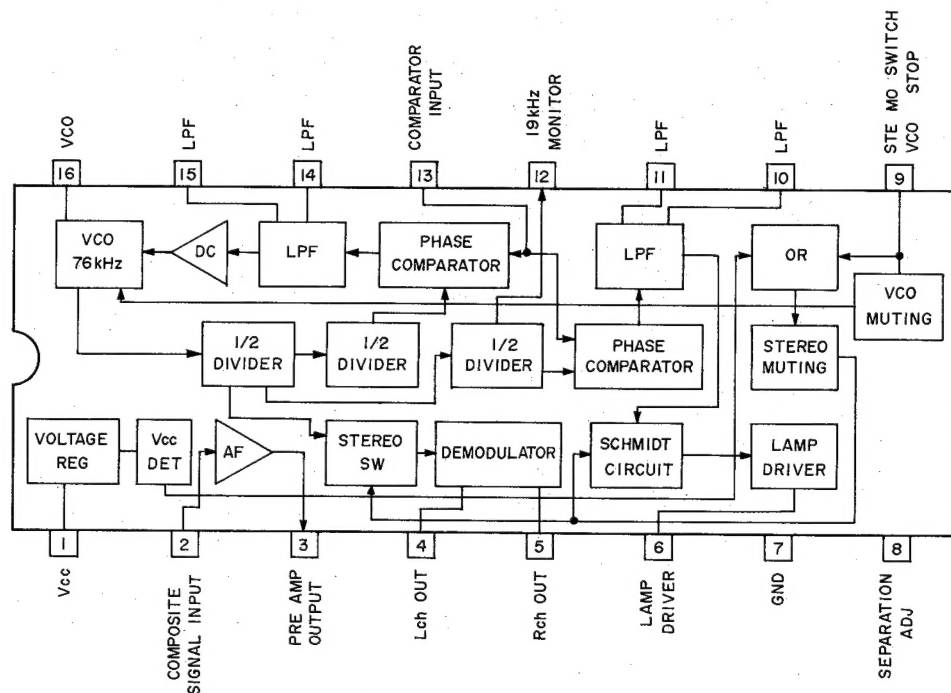 VCO
LPF
LPF
COMPARATOR
INPUT
19kHz
MONITOR
LPF
LPF
STE MO SWITCH
VCO STOP
16
15
14
13
12
11
10
9
VCO
76kHz
DC
LPF
PHASE
COMPARATOR
LPF
OR
VCO
MUTING
1/2
DIVIDER
1/2
DIVIDER
1/2
DIVIDER
PHASE
COMPARATOR
STEREO
MUTING
VOLTAGE
REG
Vcc
DET
AF
STEREO
SW
DEMODULATOR
SCHMIDT
CIRCUIT
LAMP
DRIVER
1
2
3
4
5
6
7
8
Vcc
COMPOSITE
SIGNAL INPUT
PRE AMP
OUTPUT
Lch OUT
Rch OUT
LAMP
DRIVER
GND
SEPARATION
ADJ